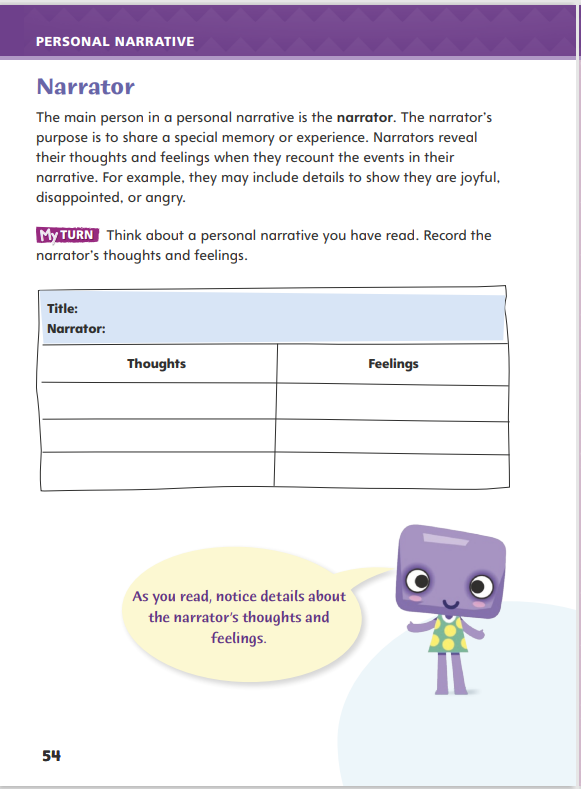 PERSONAL NARRATIVE
Narrator
The main person in a personal narrative is the narrator. The narrator's
purpose is to share a special memory or experience. Narrators reveal
their thoughts and feelings when they recount the events in their
narrative. For example, they may include details to show they are joyful,
disappointed, or angry.
My TURN Think about a personal narrative you have read. Record the
narrator's thoughts and feelings.
Title:
Narrator:
Thoughts Feelings
As you read, notice details about
the narrator's thoughts and
feelings.
54